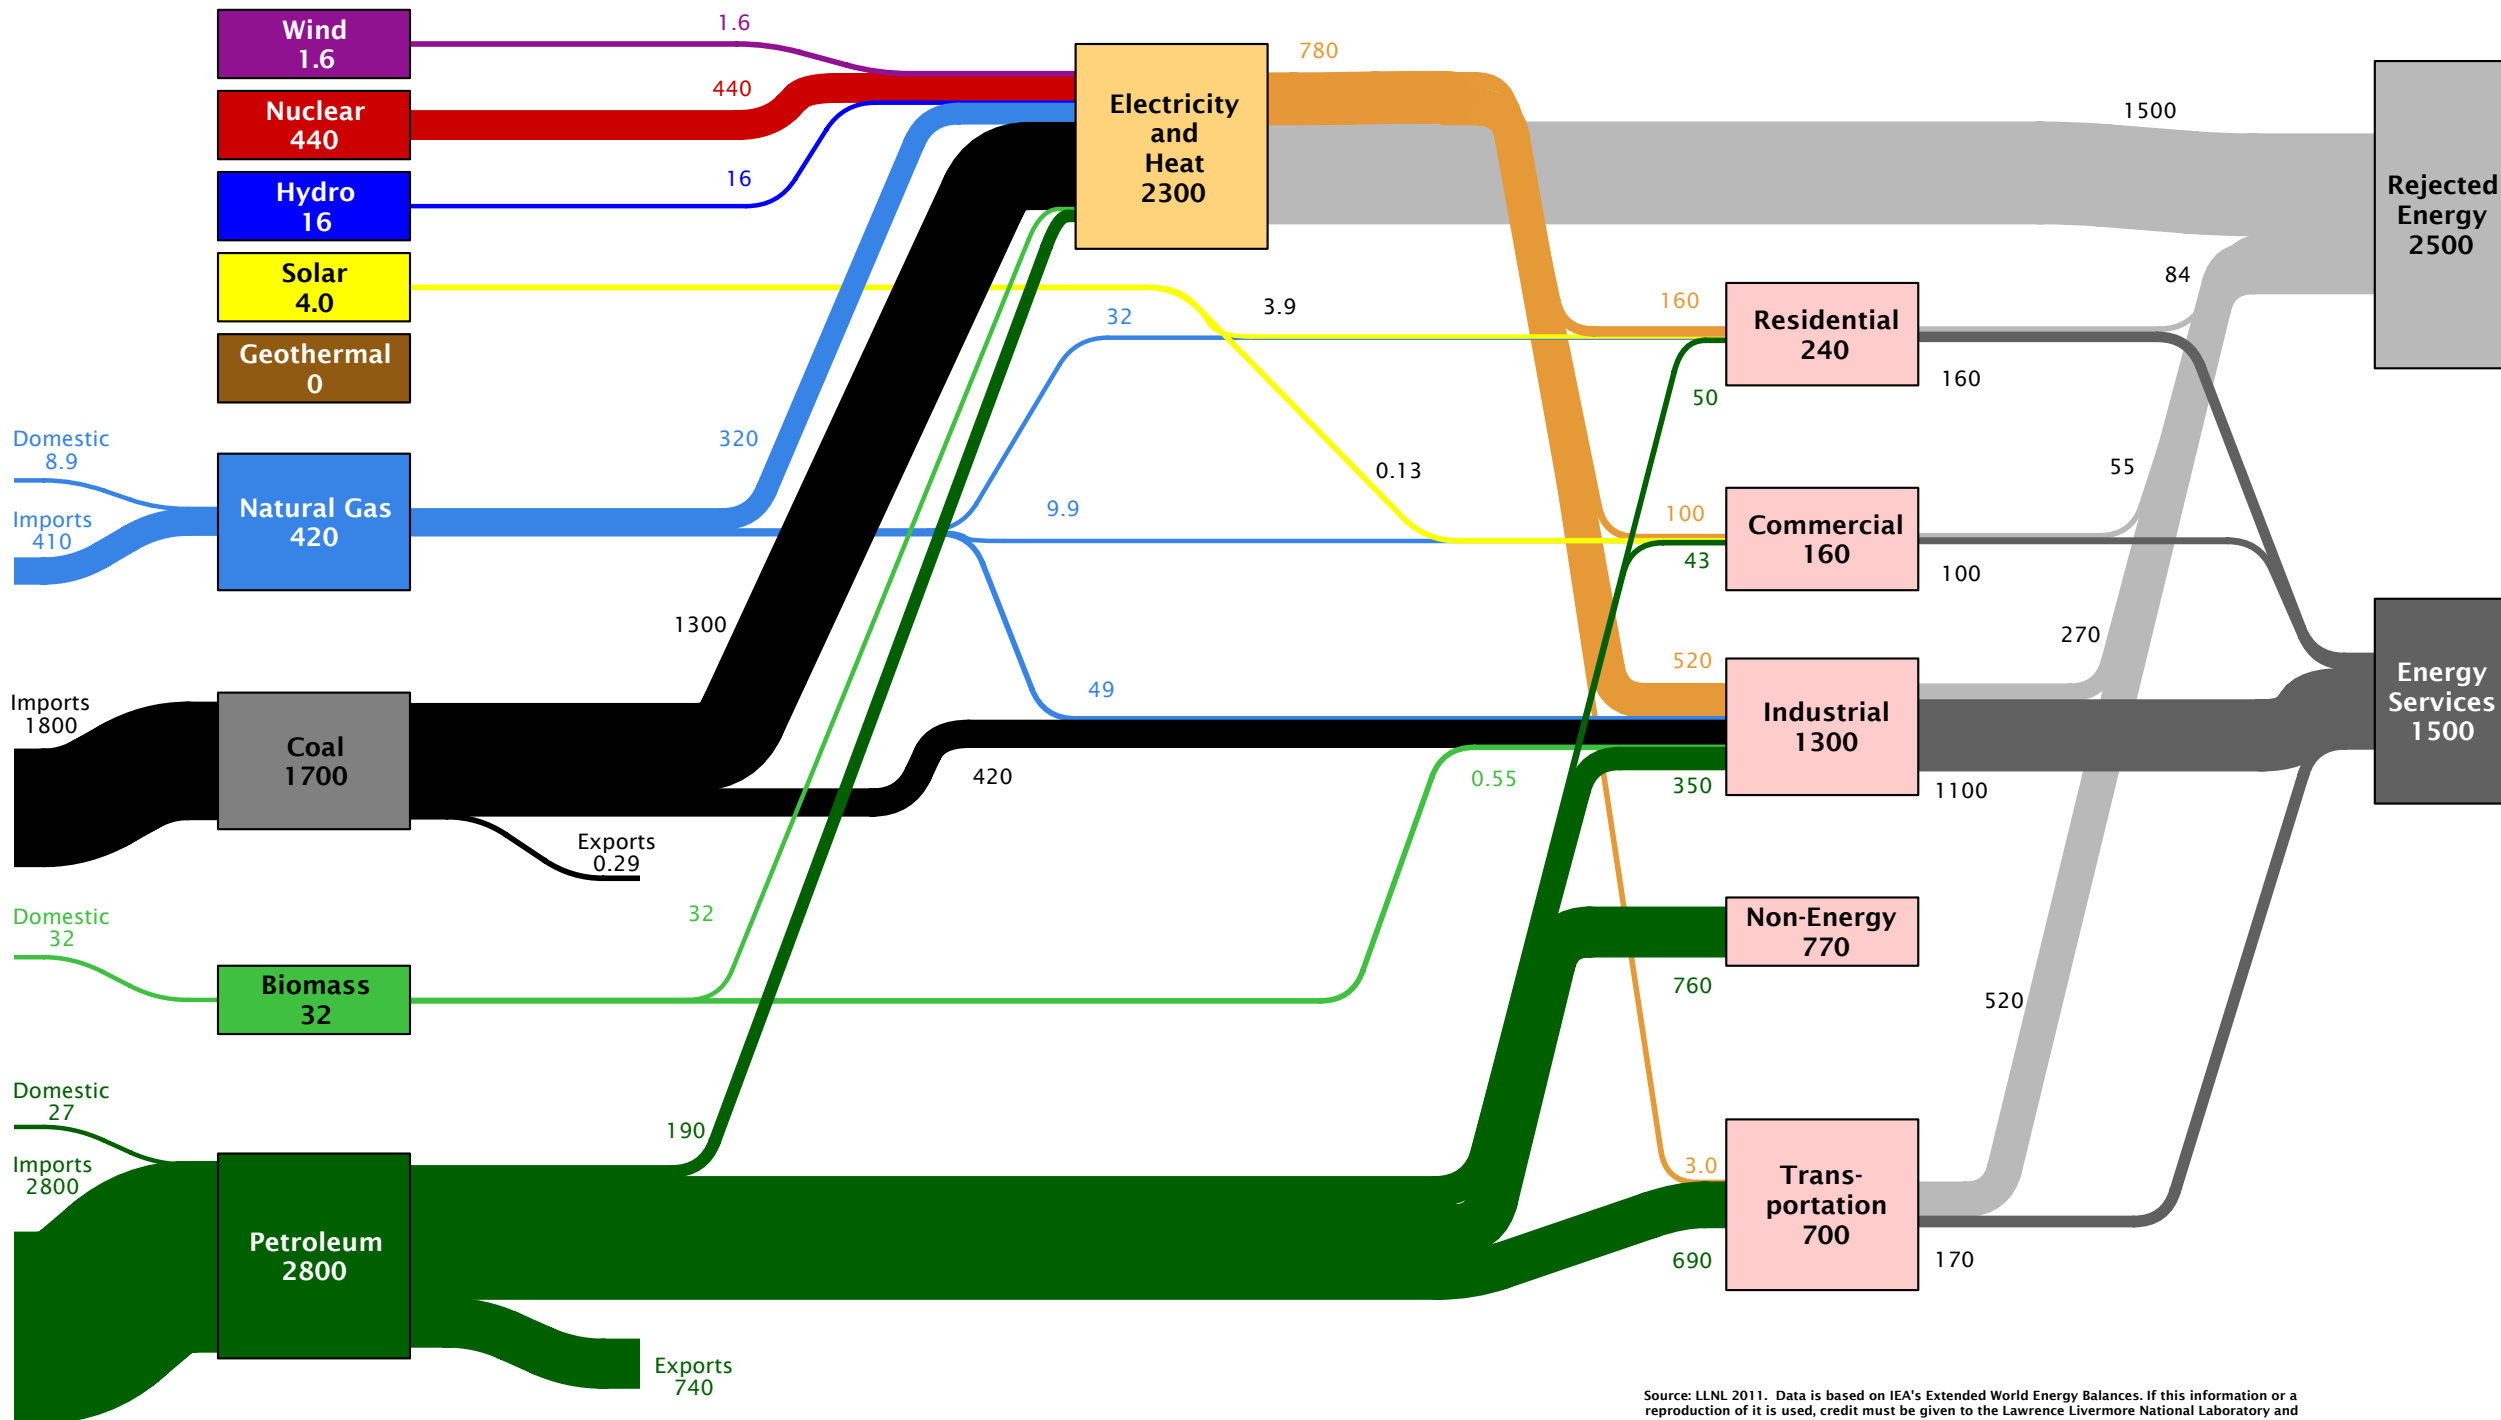 Wind
1.6
1.6
Nuclear
440
440
Hydro
16
16
Solar
4.0
Geothermal
0
Domestic
8.9
Imports
410
Natural Gas
420
320
Imports
1800
Coal
1700
1300
Exports
0.29
420
Domestic
32
Biomass
32
32
0.55
Domestic
27
Imports
2800
Petroleum
2800
190
Exports
740
Electricity
and
Heat
2300
780
32
3.9
9.9
0.13
49
160
50
Residential
240
84
160
100
43
Commercial
160
55
100
520
350
Industrial
1300
270
1100
760
Non-Energy
770
3.0
690
Trans-
portation
700
520
170
1500
Rejected
Energy
2500
Energy
Services
1500
Source: LLNL 2011. Data is based on IEA's Extended World Energy Balances. If this information or a
reproduction of it is used, credit must be given to the Lawrence Livermore National Laboratory and